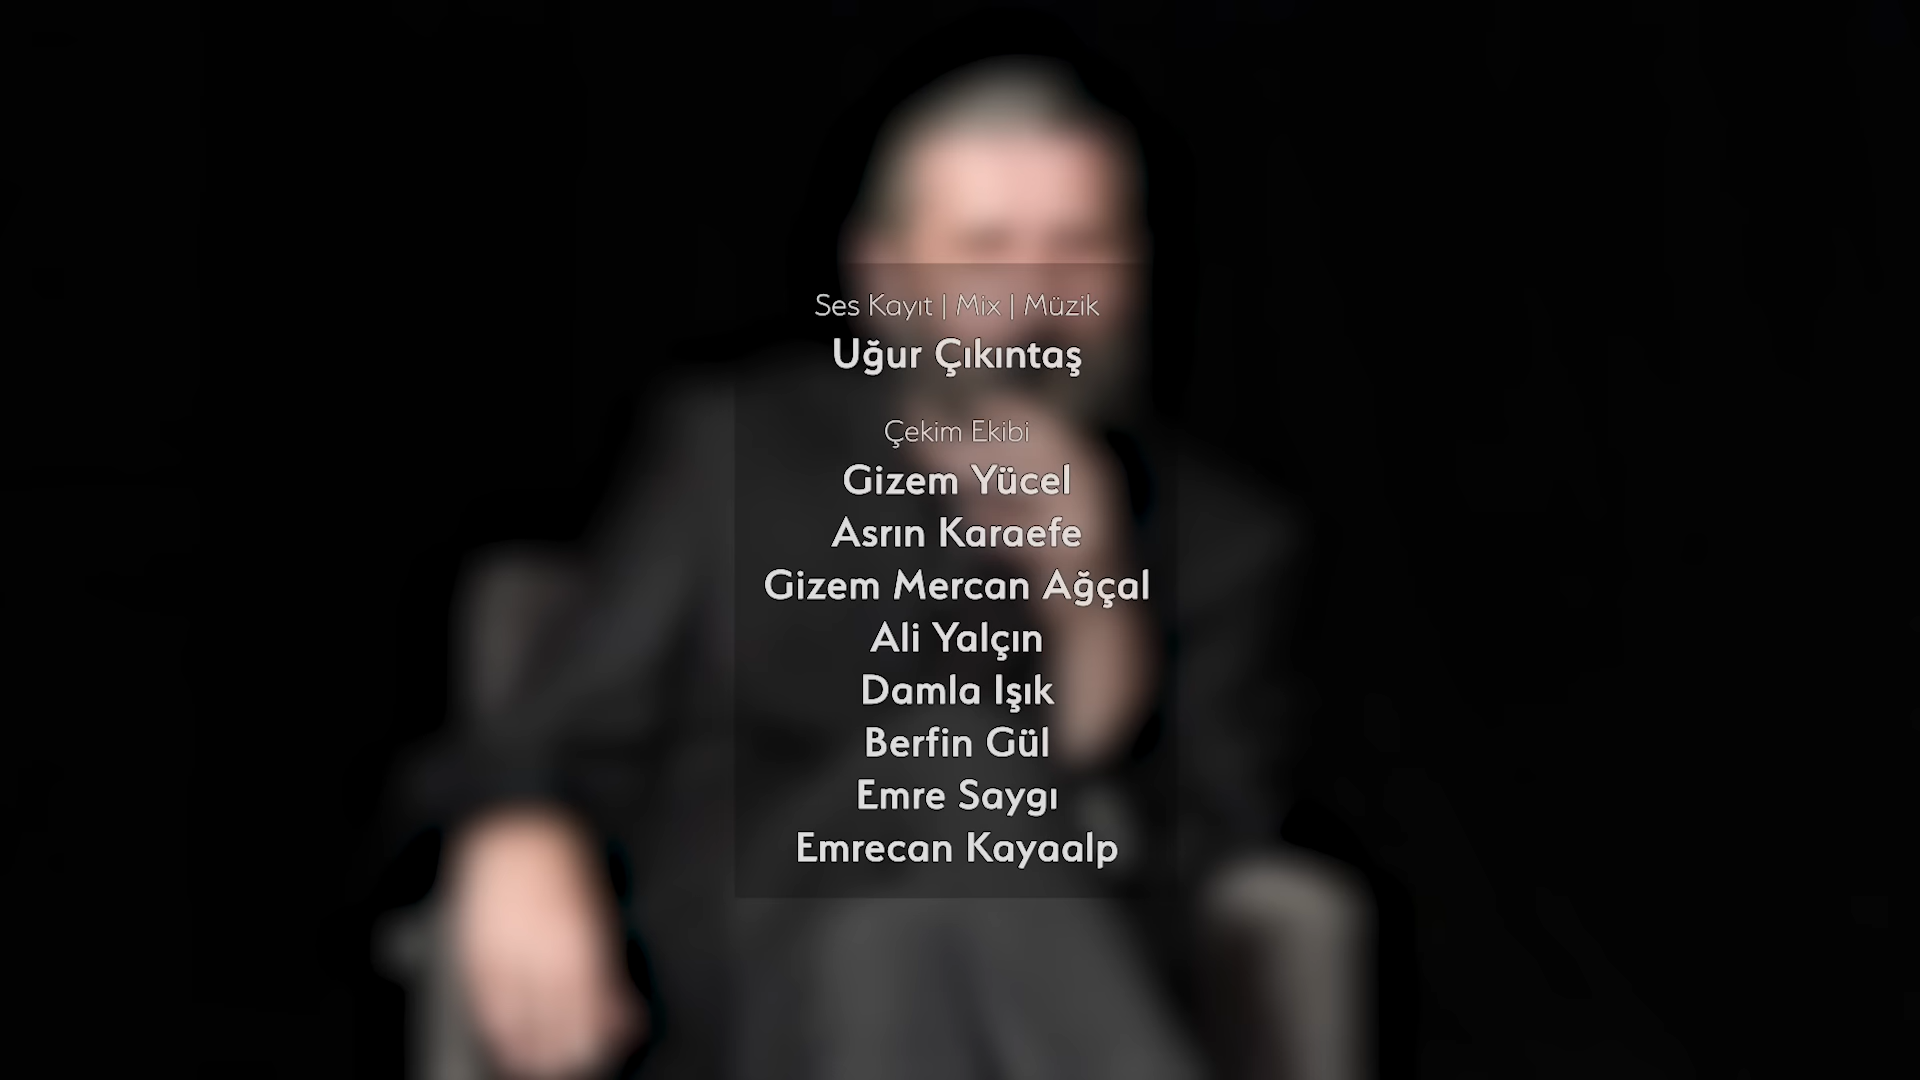 Ses Kayıt | Mix | Müzik
Uğur Çıkıntaş
Çekim Ekibi
Gizem Yücel
Asrın Karaefe
Gizem Mercan Ağçal
Ali Yalçın
Damla Işık
Berfin Gül
Emre Saygı
Emrecan Kayaalp